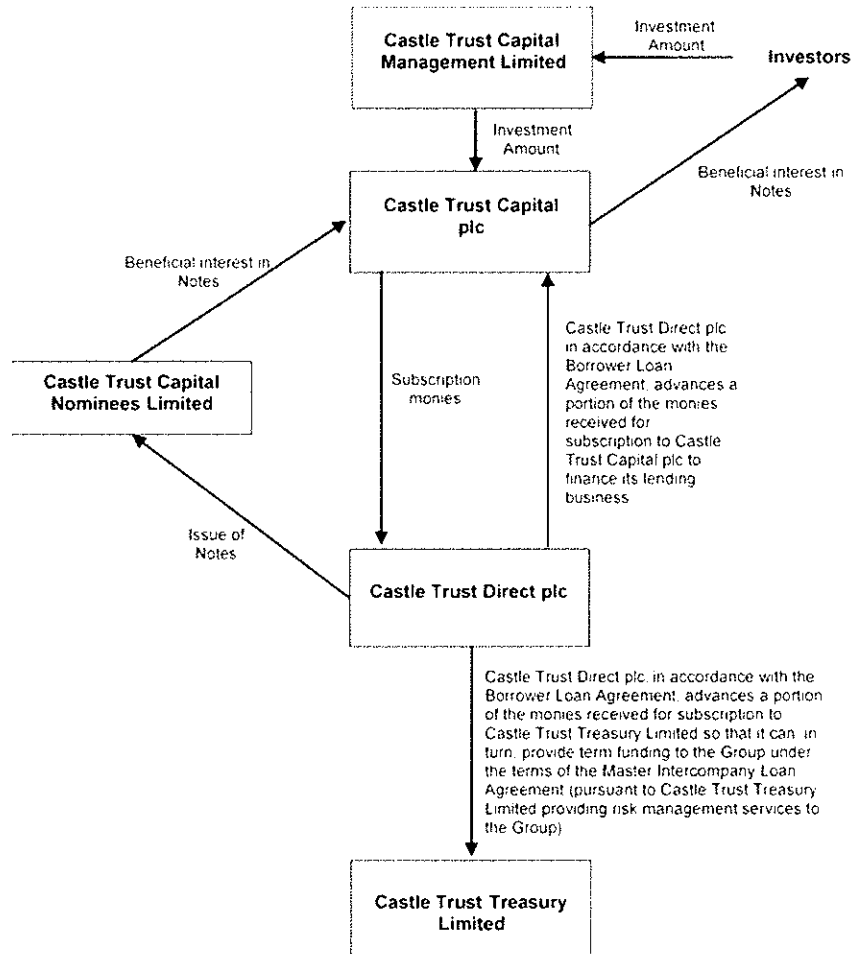 Castle Trust Capital
Management Limited
Investment
Amount
Investors
Investment
Amount
Castle Trust Capital
plc
Beneficial interest in
Notes
Beneficial interest in
Notes
Castle Trust Capital
Nominees Limited
Subscription
monies
Castle Trust Direct plc
in accordance with the
Borrower Loan
Agreement, advances a
portion of the monies
received for
subscription to Castle
Trust Capital plc to
finance its lending
business
Issue of
Notes
Castle Trust Direct plc
Castle Trust Direct plc, in accordance with the
Borrower Loan Agreement, advances a portion
of the monies received for subscription to
Castle Trust Treasury Limited so that it can in
turn, provide term funding to the Group under
the terms of the Master Intercompany Loan
Agreement (pursuant to Castle Trust Treasury
Limited providing risk management services to
the Group)
Castle Trust Treasury
Limited